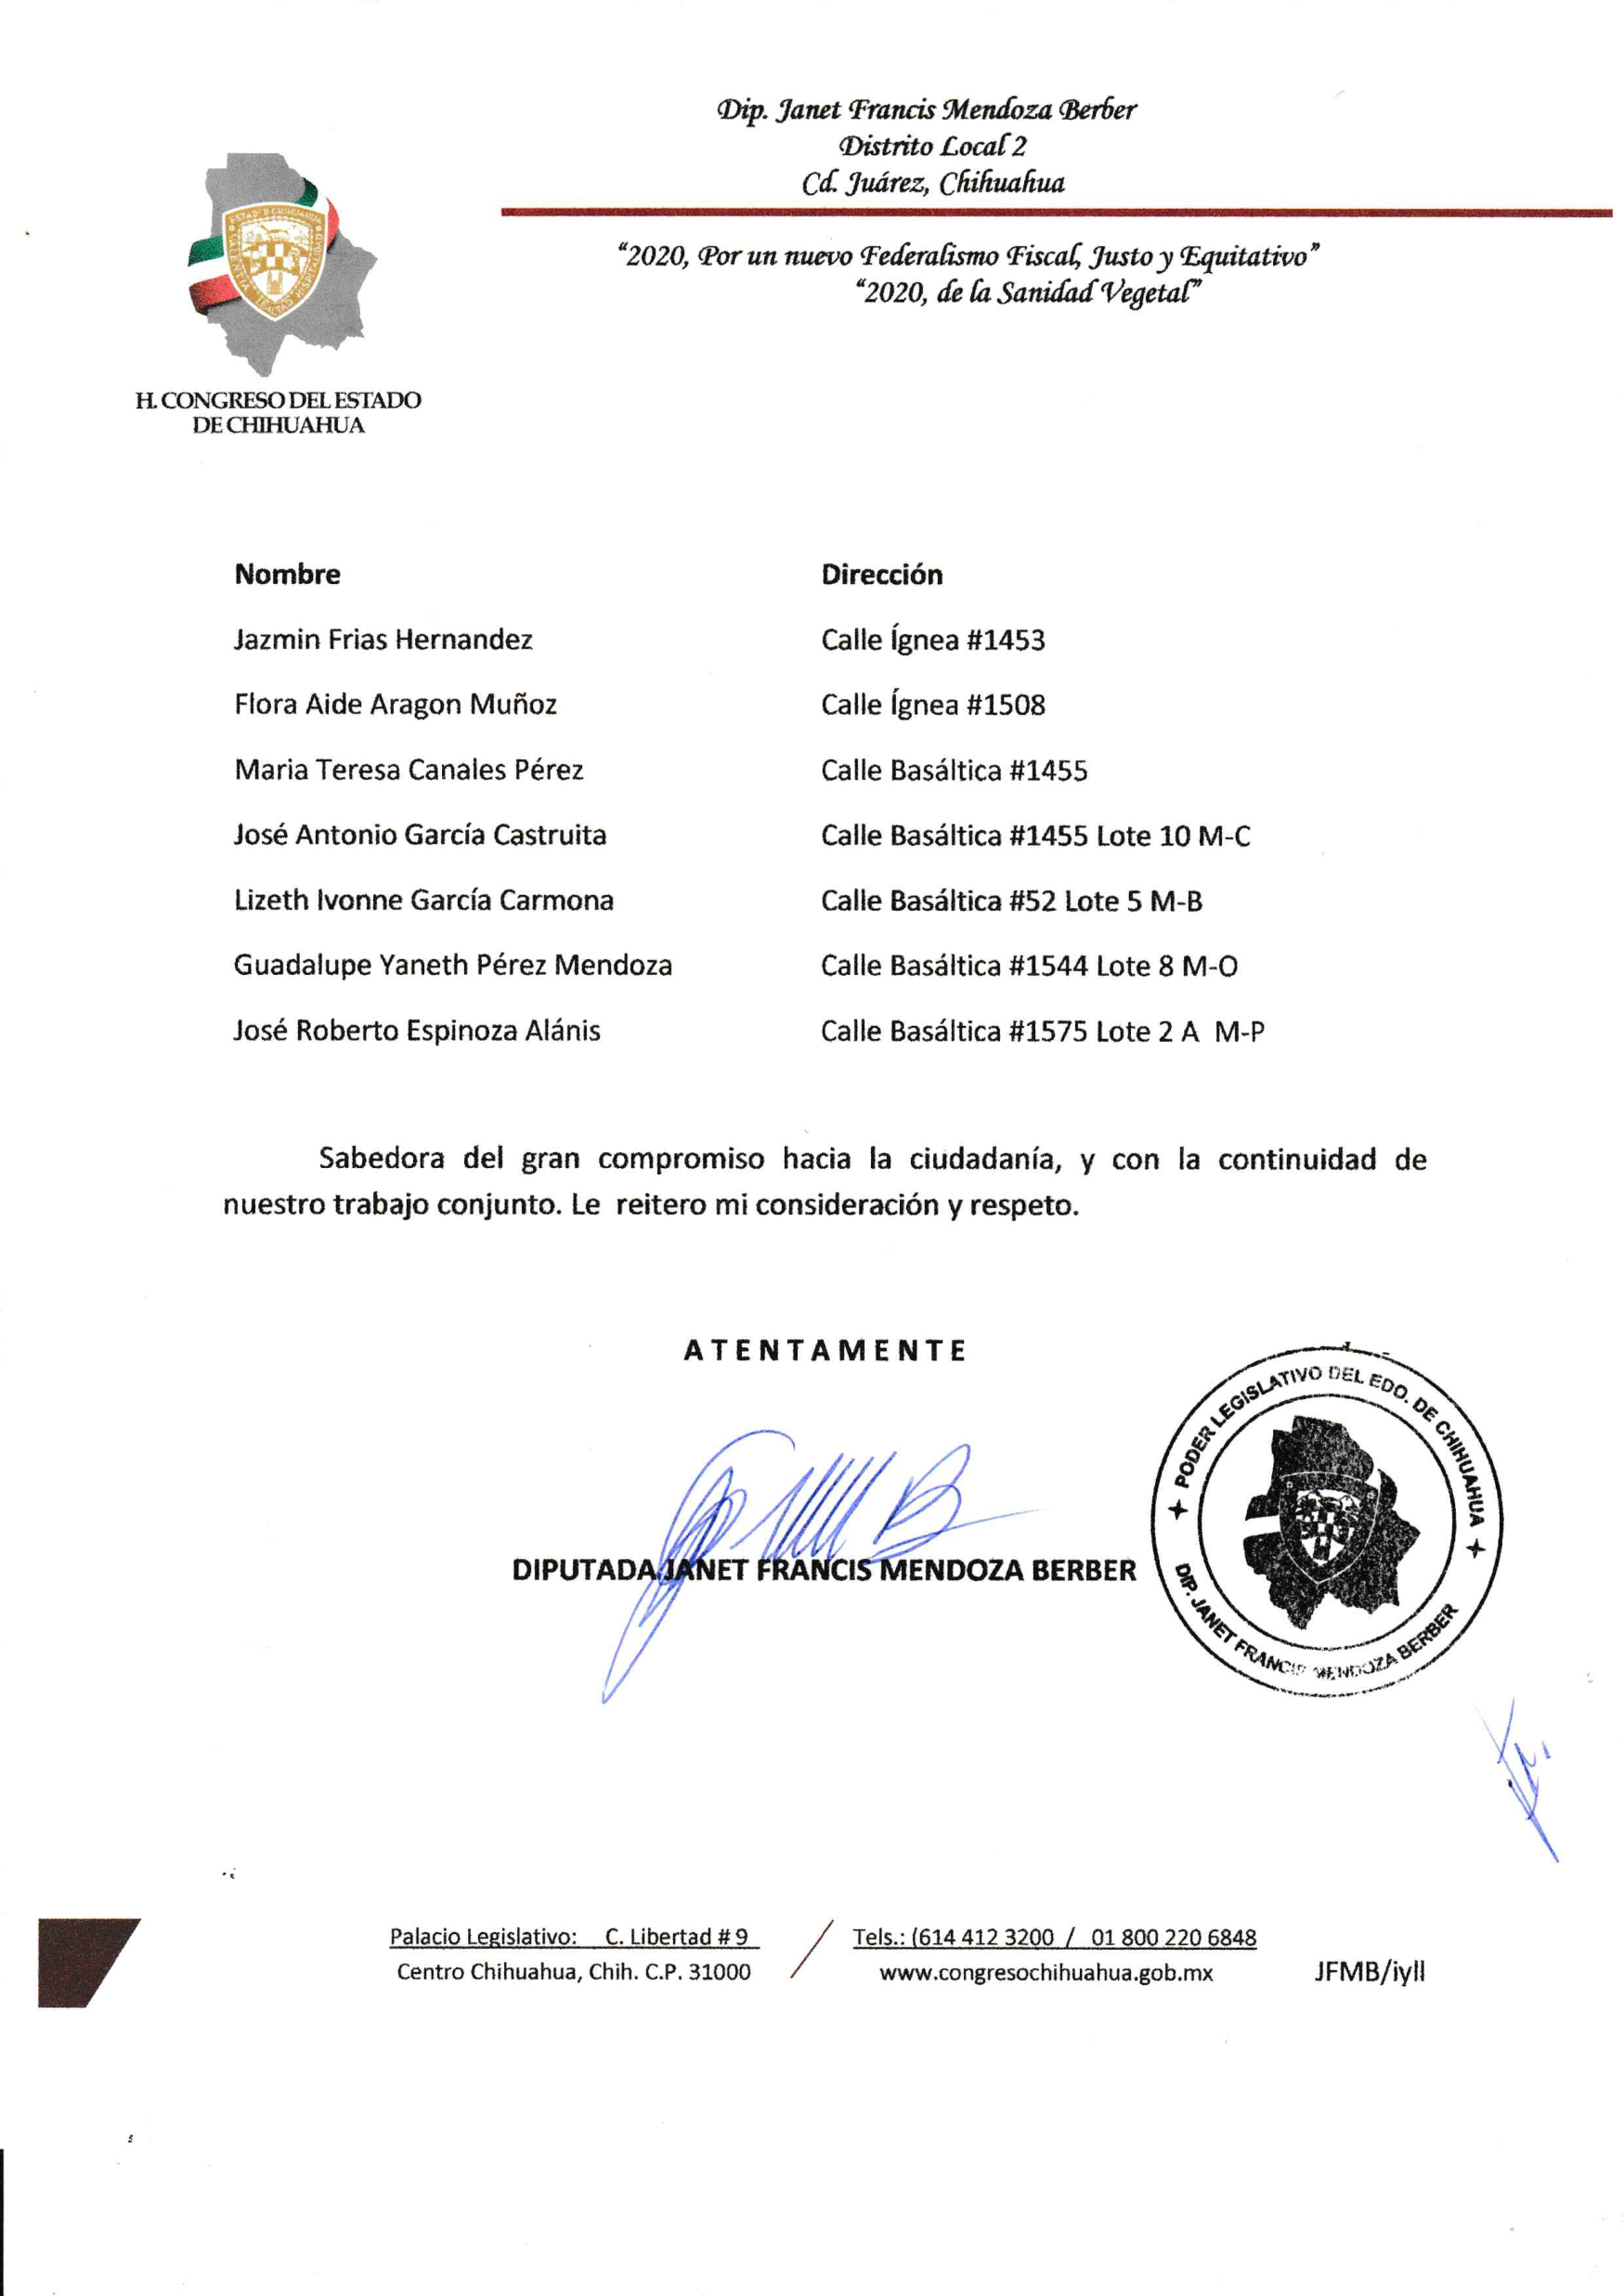 Dip. Janet Francis Mendoza Berber
Distrito Local 2
Cd. Juárez, Chihuahua
"2020, Por un nuevo Federalismo Fiscal, Justo y Equitativo"
"2020, de la Sanidad Vegetal"
H. CONGRESO DEL ESTADO
DE CHIHUAHUA
Nombre Dirección
Jazmin Frias Hernandez Calle Ígnea #1453
Flora Aide Aragon Muñoz Calle Ígnea #1508
Maria Teresa Canales Pérez Calle Basáltica #1455
José Antonio García Castruita Calle Basáltica #1455 Lote 10 M-C
Lizeth Ivonne García Carmona Calle Basáltica #52 Lote 5 M-B
Guadalupe Yaneth Pérez Mendoza Calle Basáltica #1544 Lote 8 M-O
José Roberto Espinoza Alánis Calle Basáltica #1575 Lote 2 A M-P
Sabedora del gran compromiso hacia la ciudadanía, y con la continuidad de
nuestro trabajo conjunto. Le reitero mi consideración y respeto.
ATENTAMENTE
DIPUTADA JANET FRANCIS MENDOZA BERBER
PODER LEGISLATIVO DEL EDO. DE CHIHUAHUA
DIP. JANET FRANCIS MENDOZA BERBER
Palacio Legislativo: C. Libertad # 9 / Tels.: (614 412 3200 / 01 800 220 6848
Centro Chihuahua, Chih. C.P. 31000 www.congresochihuahua.gob.mx JFMB/iyll